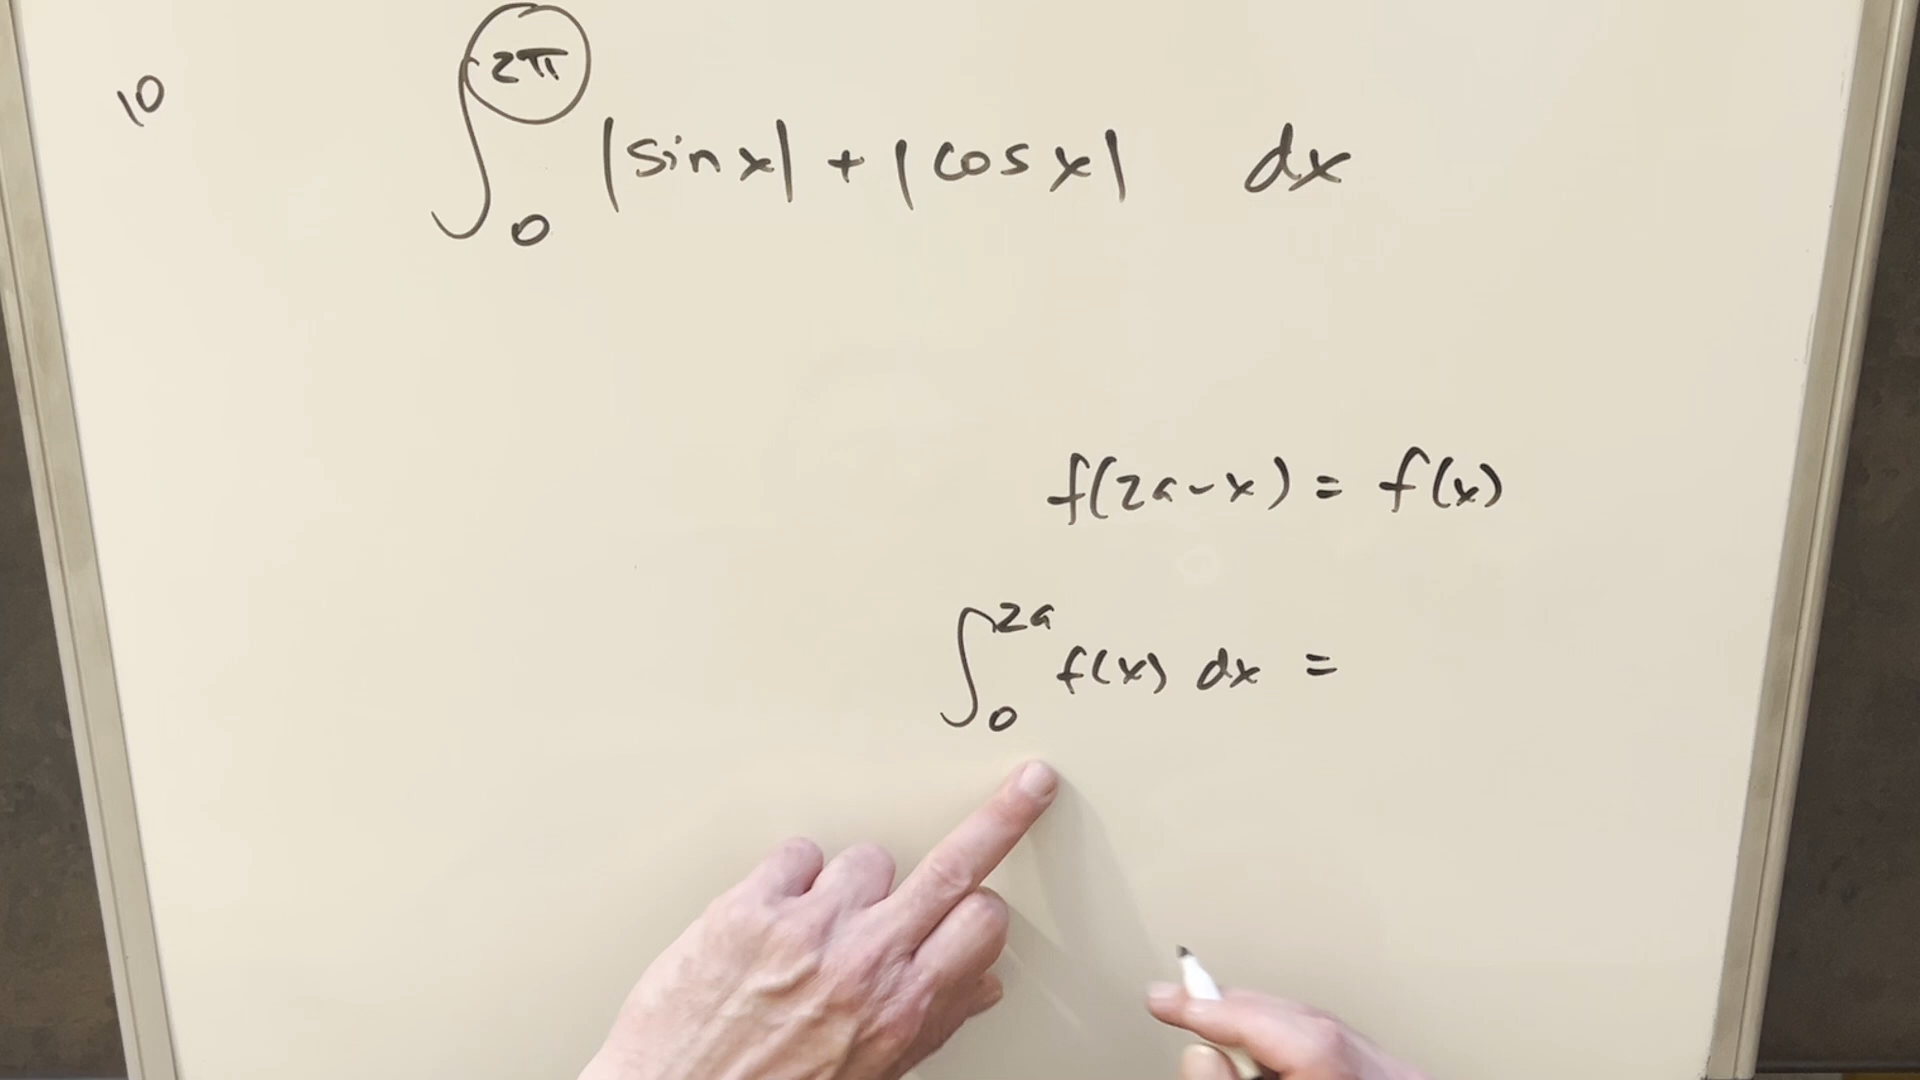 10 ∫₀^2π |sin x| + |cos x| dx
f(2a-x) = f(x)
∫₀^2a f(x) dx =